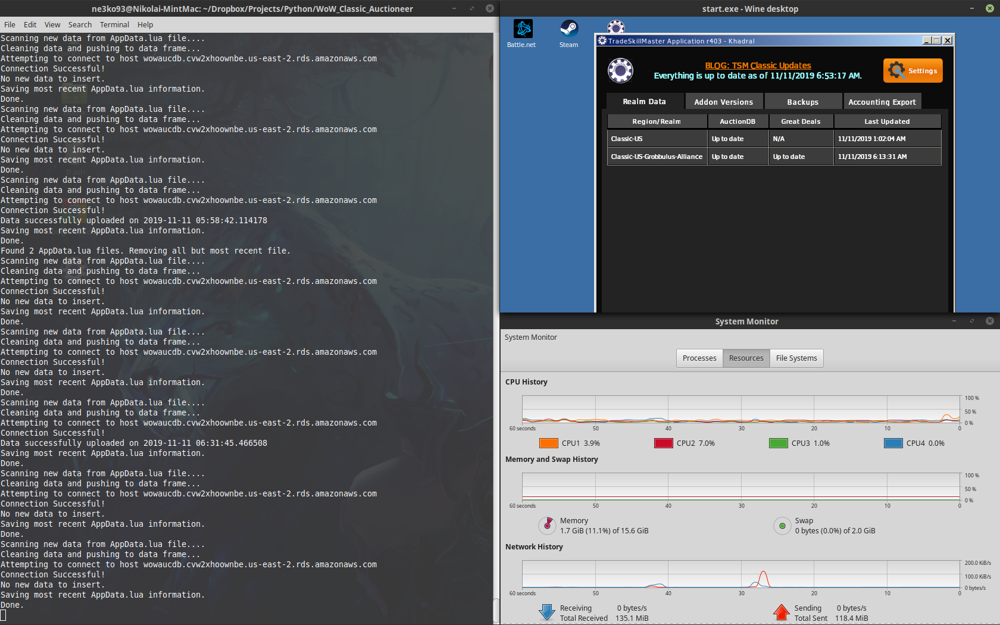 ne3ko93@Nikolai-MintMac: ~/Dropbox/Projects/Python/WoW_Classic_Auctioneer
File Edit View Search Terminal Help
Scanning new data from AppData.lua file....
Cleaning data and pushing to data frame...
Attempting to connect to host wowaucdb.cvw2xhoownbe.us-east-2.rds.amazonaws.com
Connection Successful!
No new data to insert.
Saving most recent AppData.lua information.
Done.
Scanning new data from AppData.lua file....
Cleaning data and pushing to data frame...
Attempting to connect to host wowaucdb.cvw2xhoownbe.us-east-2.rds.amazonaws.com
Connection Successful!
No new data to insert.
Saving most recent AppData.lua information.
Done.
Trash
Scanning new data from AppData.lua file....
Cleaning data and pushing to data frame...
Attempting to connect to host wowaucdb.cvw2xhoownbe.us-east-2.rds.amazonaws.com
Connection Successful!
Data successfully uploaded on 2019-11-11 05:58:42.114178
Saving most recent AppData.lua information.
Done.
Found 2 AppData.lua files. Removing all but most recent file.
Scanning new data from AppData.lua file....
Cleaning data and pushing to data frame...
Attempting to connect to host wowaucdb.cvw2xhoownbe.us-east-2.rds.amazonaws.com
Connection Successful!
No new data to insert.
Saving most recent AppData.lua information.
Done.
Scanning new data from AppData.lua file....
Cleaning data and pushing to data frame...
Attempting to connect to host wowaucdb.cvw2xhoownbe.us-east-2.rds.amazonaws.com
Connection Successful!
No new data to insert.
Saving most recent AppData.lua information.
Done.
Scanning new data from AppData.lua file....
Cleaning data and pushing to data frame...
Attempting to connect to host wowaucdb.cvw2xhoownbe.us-east-2.rds.amazonaws.com
Connection Successful!
Data successfully uploaded on 2019-11-11 06:31:45.466508
Saving most recent AppData.lua information.
Done.
Scanning new data from AppData.lua file....
Cleaning data and pushing to data frame...
Attempting to connect to host wowaucdb.cvw2xhoownbe.us-east-2.rds.amazonaws.com
Connection Successful!
No new data to insert.
Saving most recent AppData.lua information.
Done.
Scanning new data from AppData.lua file....
Cleaning data and pushing to data frame...
Attempting to connect to host wowaucdb.cvw2xhoownbe.us-east-2.rds.amazonaws.com
Connection Successful!
No new data to insert.
Saving most recent AppData.lua information.
Done.
start.exe - Wine desktop
Battle.net Steam
TradeSkillMaster Application r403 - Khadral
BLOG: TSM Classic Updates
Everything is up to date as of 11/11/2019 6:53:17 AM.
Settings
Realm Data Addon Versions Backups Accounting Export
Region/Realm AuctionDB Great Deals Last Updated
Classic-US Up to date N/A 11/11/2019 1:02:04 AM
Classic-US-Grobbulus-Alliance Up to date Up to date 11/11/2019 6:13:31 AM
System Monitor
System Monitor
Processes Resources File Systems
CPU History
100 %
50 %
0 %
60 seconds 50 40 30 20 10 0
CPU1 3.9% CPU2 7.0% CPU3 1.0% CPU4 0.0%
Memory and Swap History
100 %
50 %
0 %
60 seconds 50 40 30 20 10 0
Memory
1.7 GiB (11.1%) of 15.6 GiB
Swap
0 bytes (0.0%) of 2.0 GiB
Network History
200.0 KiB/s
100.0 KiB/s
0 bytes/s
60 seconds 50 40 30 20 10 0
Receiving 0 bytes/s
Total Received 135.1 MiB
Sending 0 bytes/s
Total Sent 118.4 MiB